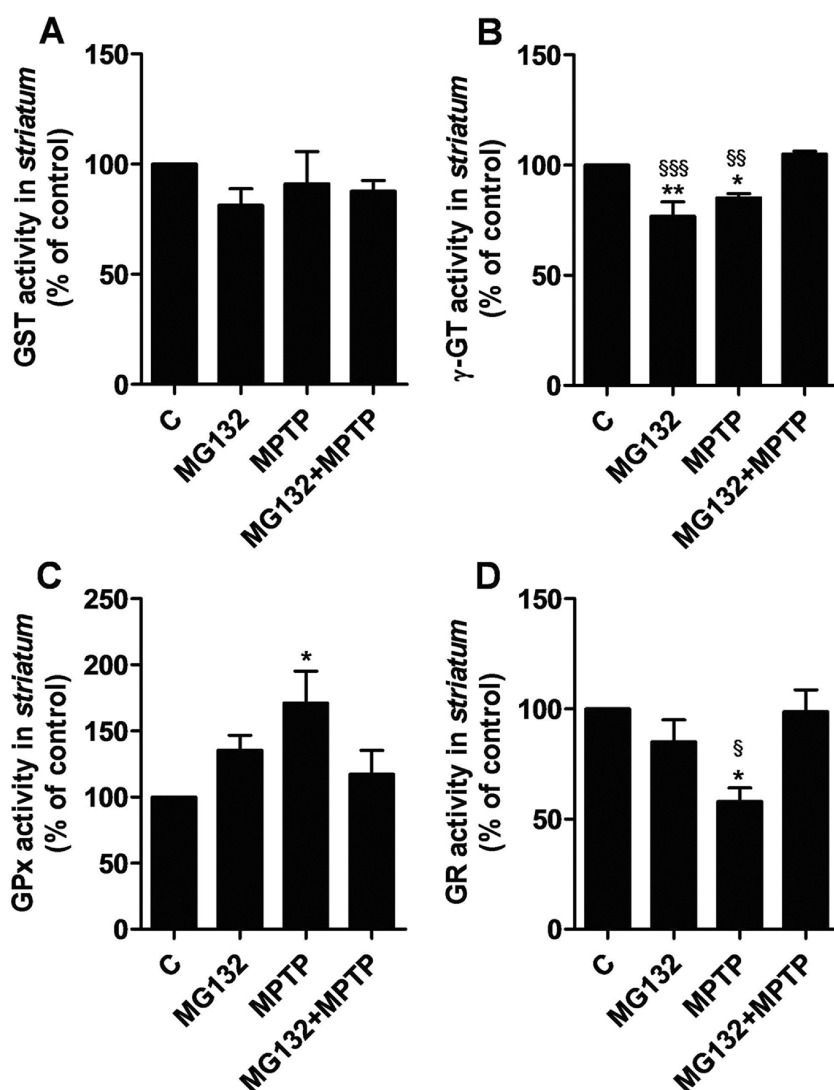 A
GST activity in striatum
(% of control)
150
100
50
0
C
MG132
MPTP
MG132+MPTP
B
γ-GT activity in striatum
(% of control)
150
100
50
0
§§§
**
§§
*
C
MG132
MPTP
MG132+MPTP
C
GPx activity in striatum
(% of control)
250
200
150
100
50
0
*
C
MG132
MPTP
MG132+MPTP
D
GR activity in striatum
(% of control)
150
100
50
0
§
*
C
MG132
MPTP
MG132+MPTP